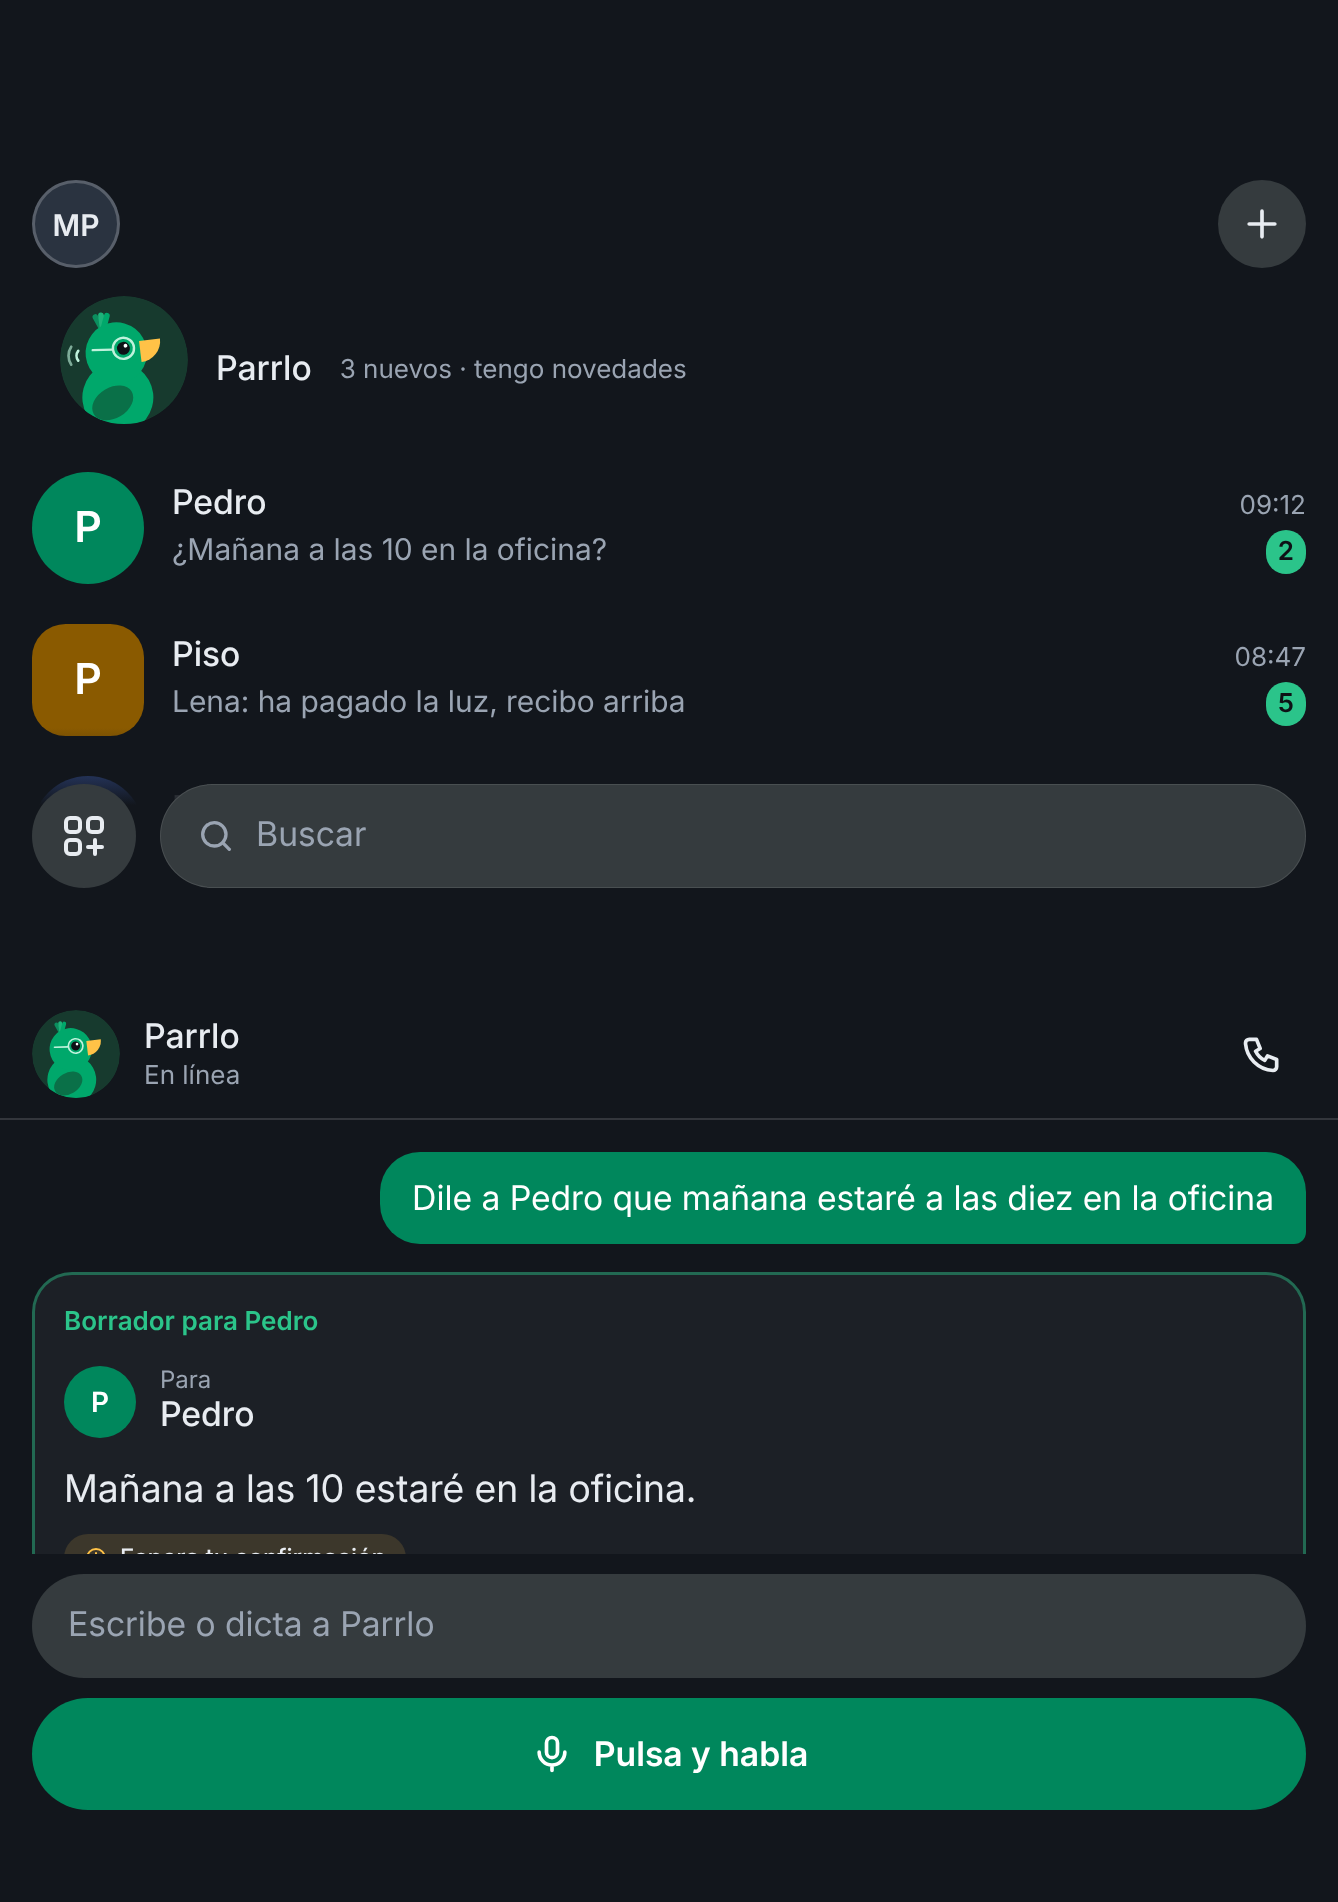 MP
Parrlo 3 nuevos · tengo novedades
P
Pedro 09:12
¿Mañana a las 10 en la oficina? 2
P
Piso 08:47
Lena: ha pagado la luz, recibo arriba 5
Buscar
Parrlo
En línea
Dile a Pedro que mañana estaré a las diez en la oficina
Borrador para Pedro
P
Para
Pedro
Mañana a las 10 estaré en la oficina.
Espera tu confirmación
Escribe o dicta a Parrlo
Pulsa y habla